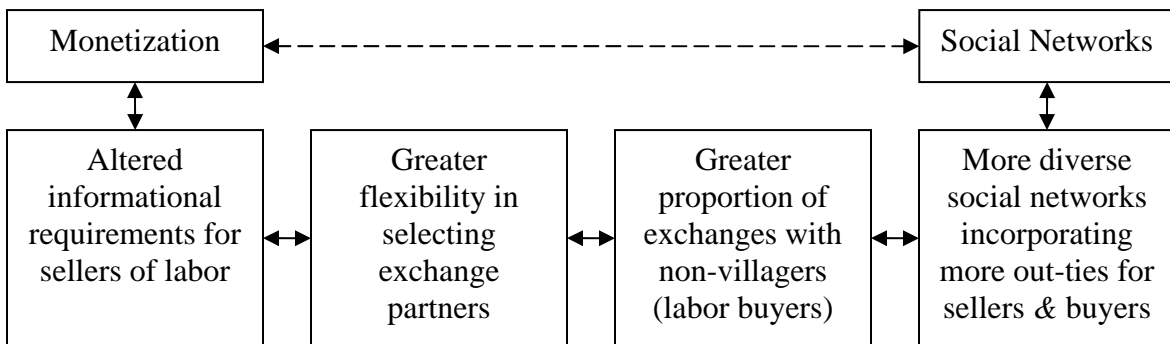 Monetization
Social Networks
Altered
informational
requirements for
sellers of labor
Greater
flexibility in
selecting
exchange
partners
Greater
proportion of
exchanges with
non-villagers
(labor buyers)
More diverse
social networks
incorporating
more out-ties for
sellers & buyers